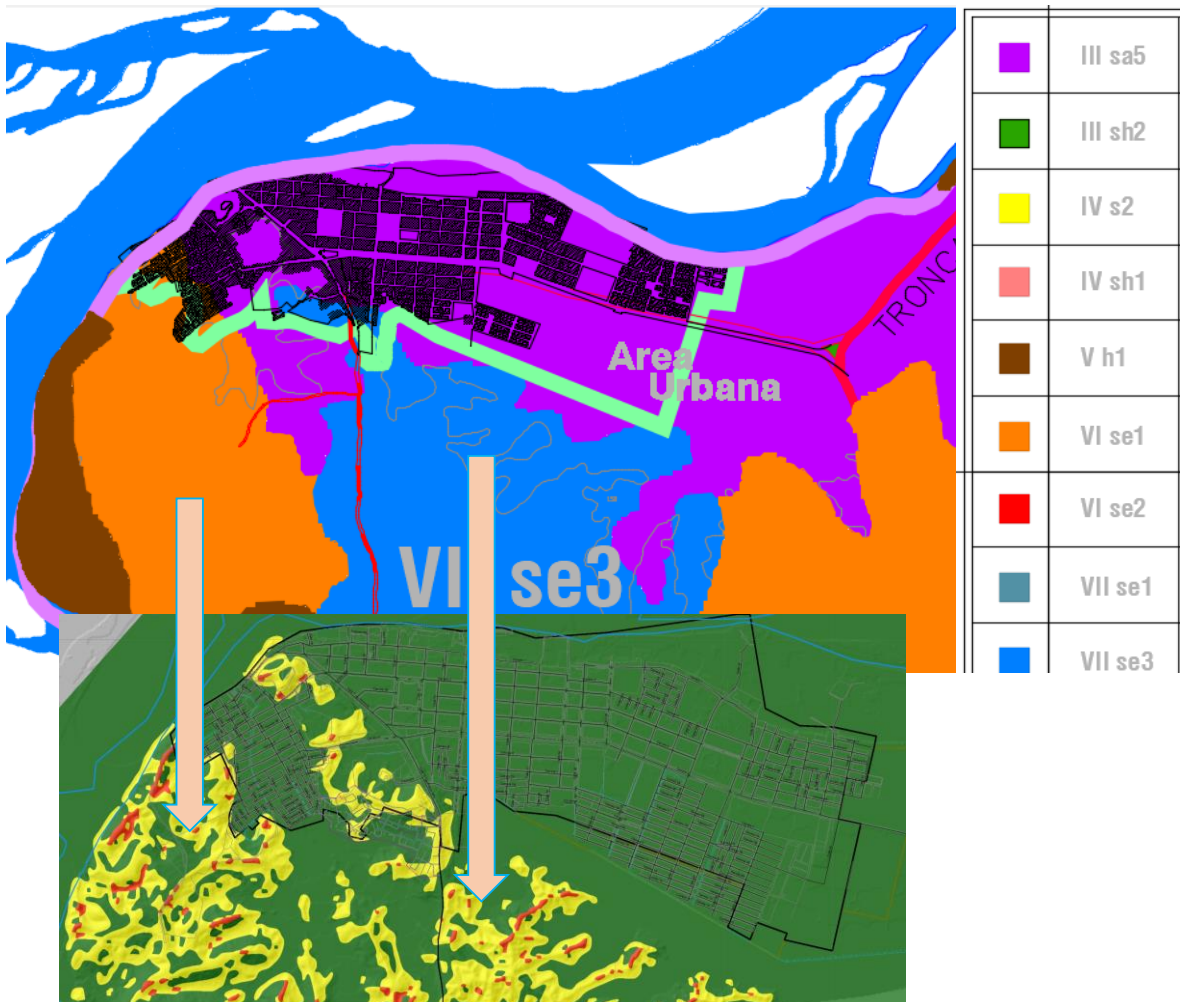 III sa5
III sh2
IV s2
IV sh1
V h1
VI se1
VI se2
VII se1
VII se3
TRONC
Area
Urbana
VI se3